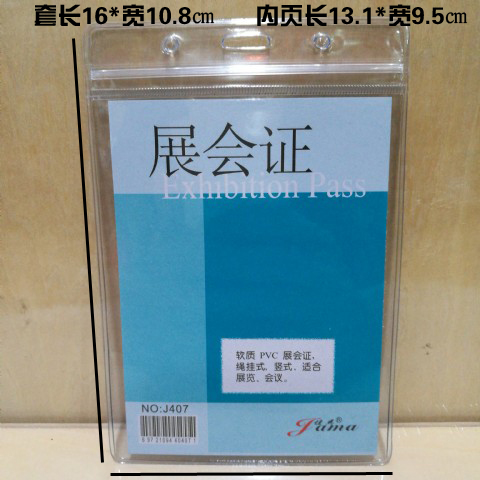 套长16*宽10.8㎝ 内页长13.1*宽9.5㎝
展会证
Exhibition Pass
软质 PVC 展会证,
绳挂式、竖式、适合
展览、会议。
NO:J407
Jama